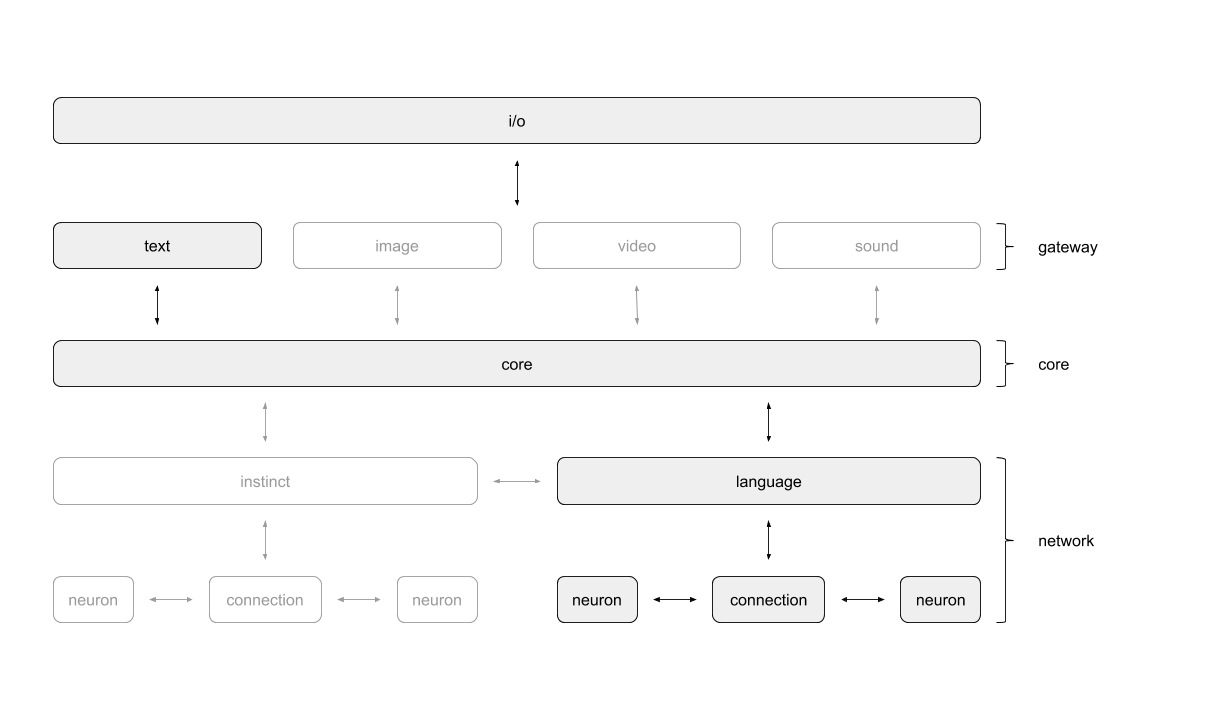 i/o
text
image
video
sound
gateway
core
core
instinct
language
network
neuron
connection
neuron
neuron
connection
neuron